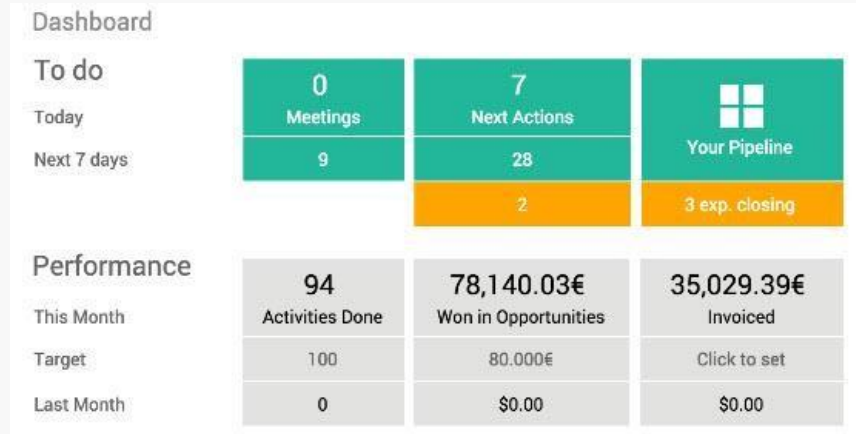 Dashboard
To do
0
7
Today
Meetings
Next Actions
Your Pipeline
Next 7 days
9
28
2
3 exp. closing
Performance
94
78,140.03€
35,029.39€
This Month
Activities Done
Won in Opportunities
Invoiced
Target
100
80.000€
Click to set
Last Month
0
$0.00
$0.00